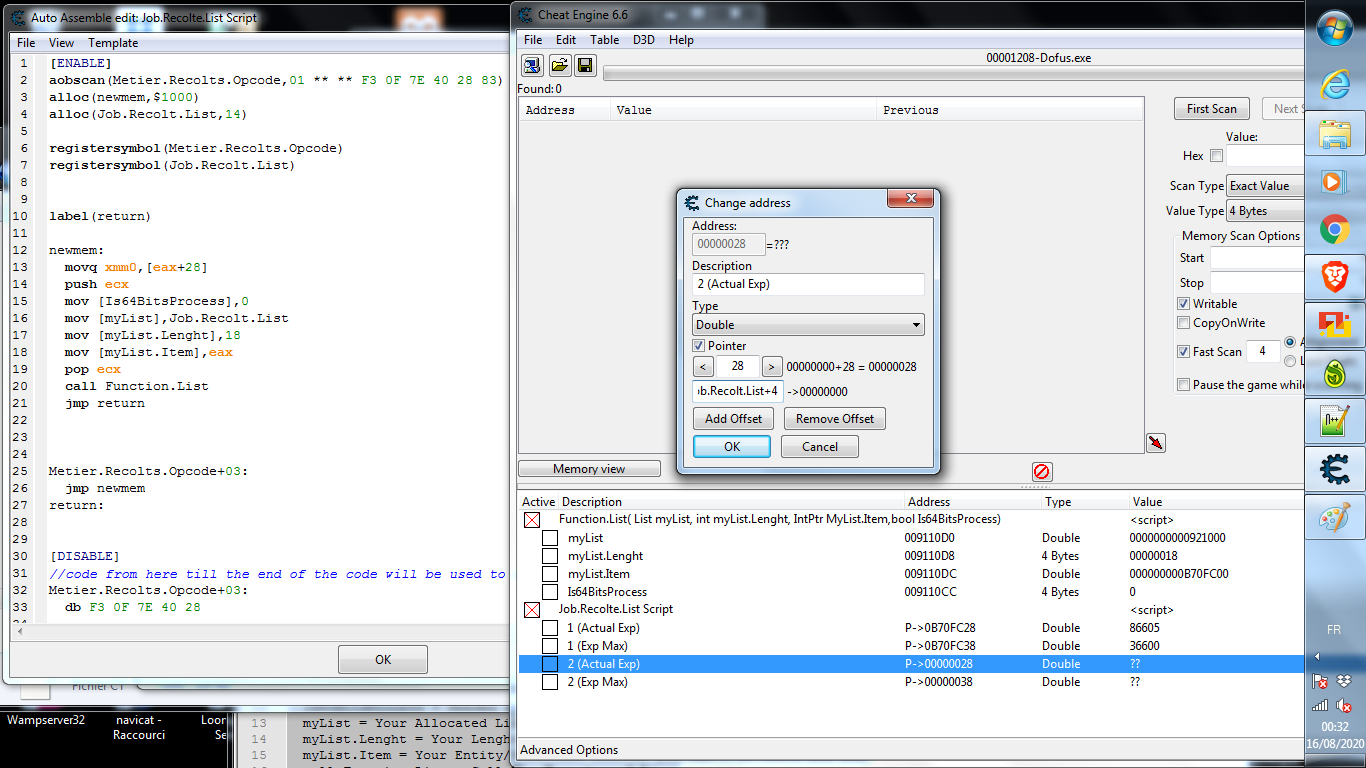 Auto Assemble edit: Job.Recolte.List Script
File View Template
1 [ENABLE]
2 aobscan(Metier.Recolts.Opcode,01 ** ** F3 0F 7E 40 28 83)
3 alloc(newmem,$1000)
4 alloc(Job.Recolt.List,14)
5
6 registersymbol(Metier.Recolts.Opcode)
7 registersymbol(Job.Recolt.List)
8
9
10 label(return)
11
12 newmem:
13 movq xmm0,[eax+28]
14 push ecx
15 mov [Is64BitsProcess],0
16 mov [myList],Job.Recolt.List
17 mov [myList.Lenght],18
18 mov [myList.Item],eax
19 pop ecx
20 call Function.List
21 jmp return
22
23
24
25 Metier.Recolts.Opcode+03:
26 jmp newmem
27 return:
28
29
30 [DISABLE]
31 //code from here till the end of the code will be used to
32 Metier.Recolts.Opcode+03:
33 db F3 0F 7E 40 28
OK
Fichier CT
Wampserver32
navicat -
Raccourci
13 myList = Your Allocated Li
14 myList.Lenght = Your Lengh
15 myList.Item = Your Entity/
Cheat Engine 6.6
File Edit Table D3D Help
00001208-Dofus.exe
Found:0
Address Value Previous
First Scan Next S
Value:
Hex
Scan Type Exact Value
Value Type 4 Bytes
Memory Scan Options
Start
Stop
Writable
CopyOnWrite
Fast Scan 4
Pause the game while
Change address
Address:
00000028 =???
Description
2 (Actual Exp)
Type
Double
Pointer
< 28 > 00000000+28 = 00000028
b.Recolt.List+4 ->00000000
Add Offset Remove Offset
OK Cancel
Memory view
Active Description Address Type Value
Function.List( List myList, int myList.Lenght, IntPtr MyList.Item,bool Is64BitsProcess) <script>
myList 009110D0 Double 0000000000921000
myList.Lenght 009110D8 4 Bytes 00000018
myList.Item 009110DC Double 000000000B70FC00
Is64BitsProcess 009110CC 4 Bytes 0
Job.Recolte.List Script <script>
1 (Actual Exp) P->0B70FC28 Double 86605
1 (Exp Max) P->0B70FC38 Double 36600
2 (Actual Exp) P->00000028 Double ??
2 (Exp Max) P->00000038 Double ??
Advanced Options
FR
00:32
16/08/2020